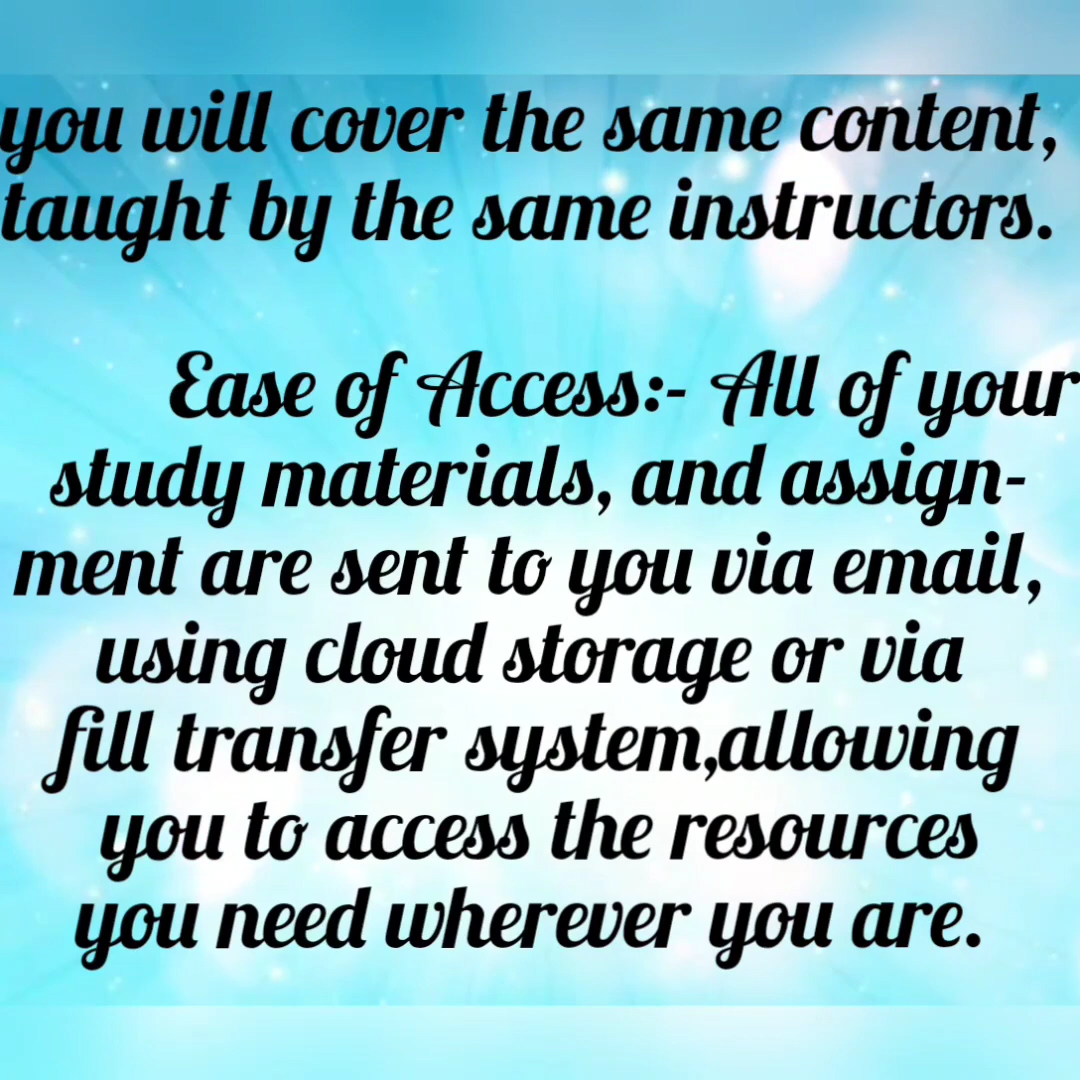 you will cover the same content,
taught by the same instructors.
Ease of Access:- All of your
study materials, and assign-
ment are sent to you via email,
using cloud storage or via
fill transfer system,allowing
you to access the resources
you need wherever you are.